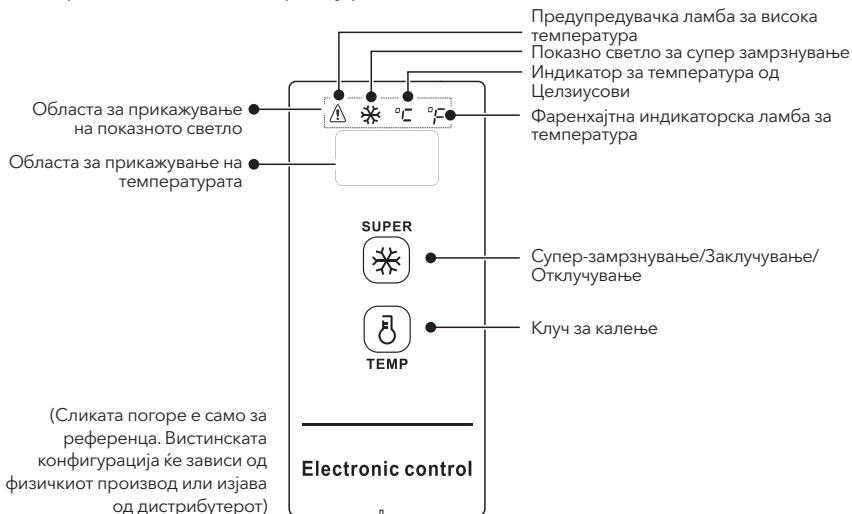 Предупредувачка ламба за висока
температура
Показно светло за супер замрзнување
Индикатор за температура од
Целзиусови
Фаренхајтна индикаторска ламба за
температура
Областа за прикажување
на показното светло
Областа за прикажување на
температурата
°C °F
SUPER
Супер-замрзнување/Заклучување/
Отклучување
Клуч за калење
TEMP
(Сликата погоре е само за
референца. Вистинската
конфигурација ќе зависи од
физичкиот производ или изјава
од дистрибутерот)
Electronic control